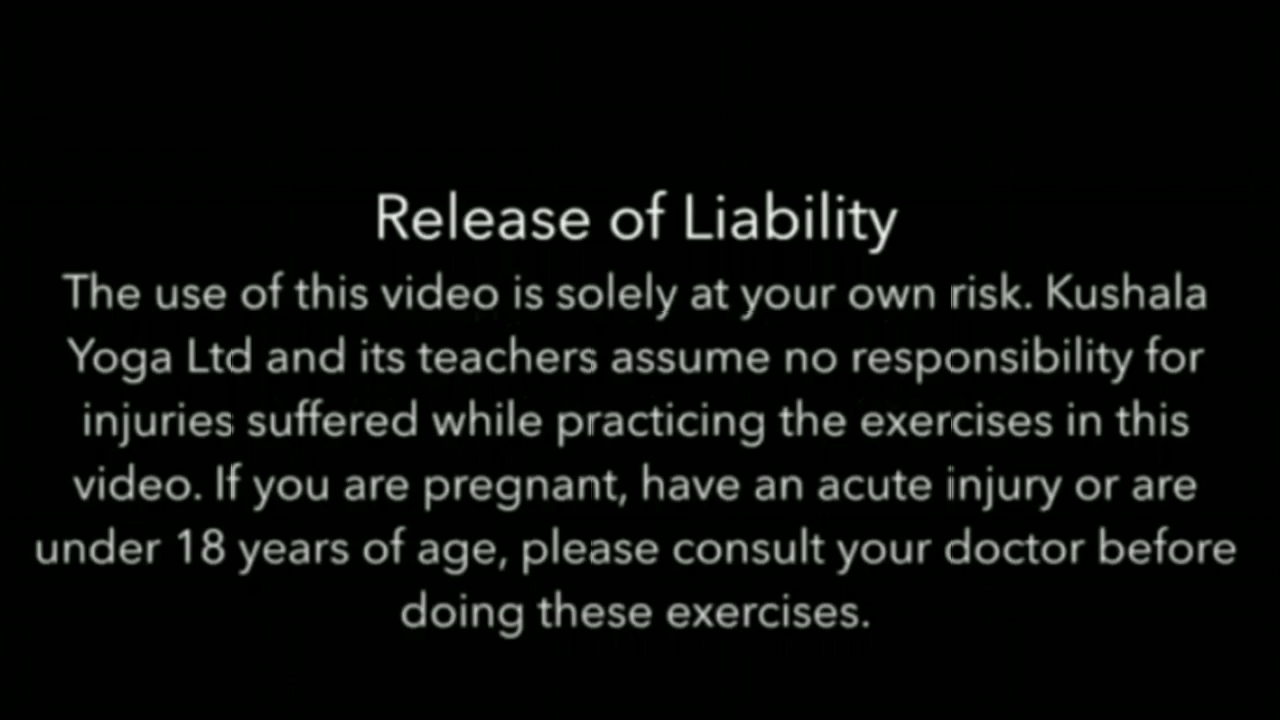 Release of Liability
The use of this video is solely at your own risk. Kushala
Yoga Ltd and its teachers assume no responsibility for
injuries suffered while practicing the exercises in this
video. If you are pregnant, have an acute injury or are
under 18 years of age, please consult your doctor before
doing these exercises.